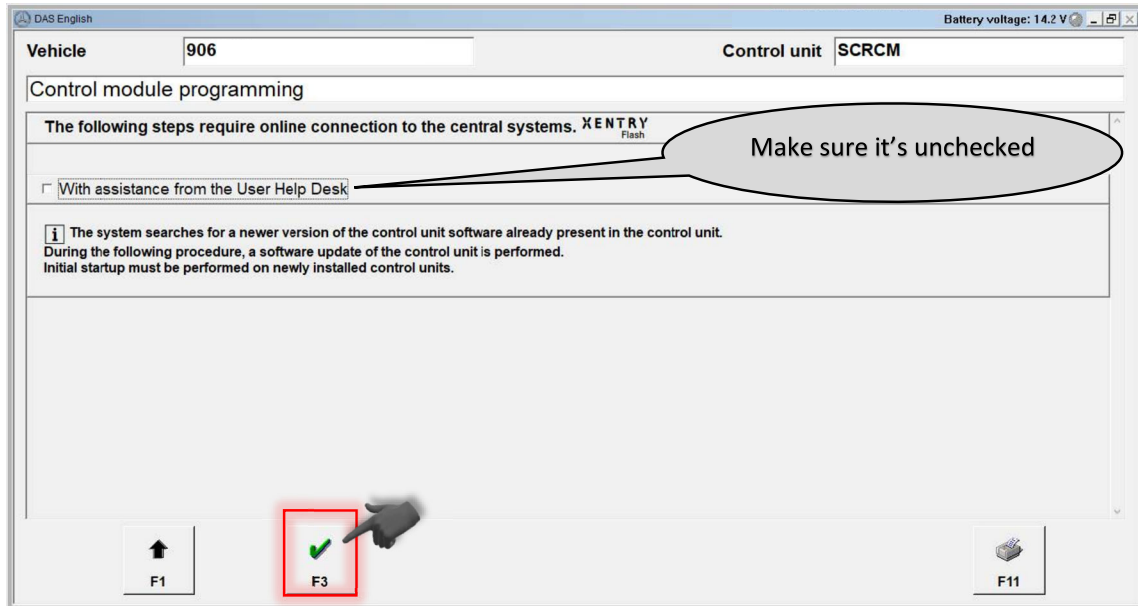 DAS English
Battery voltage: 14.2 V
Vehicle 906 Control unit SCRCM
Control module programming
The following steps require online connection to the central systems. XENTRY Flash
Make sure it's unchecked
With assistance from the User Help Desk
i The system searches for a newer version of the control unit software already present in the control unit.
During the following procedure, a software update of the control unit is performed.
Initial startup must be performed on newly installed control units.
F1 F3 F11